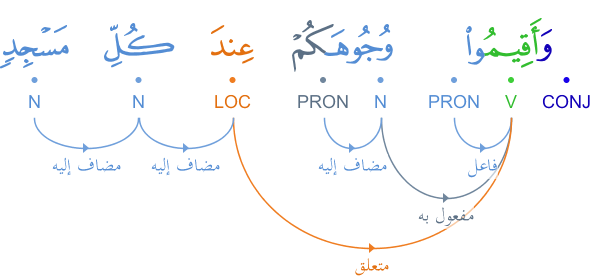 وَأَقِيمُوا۟ وُجُوهَكُمْ عِندَ كُلِّ مَسْجِدٍ
CONJ V PRON N PRON LOC N N
فاعل مضاف إليه مضاف إليه مضاف إليه
مفعول به
متعلق